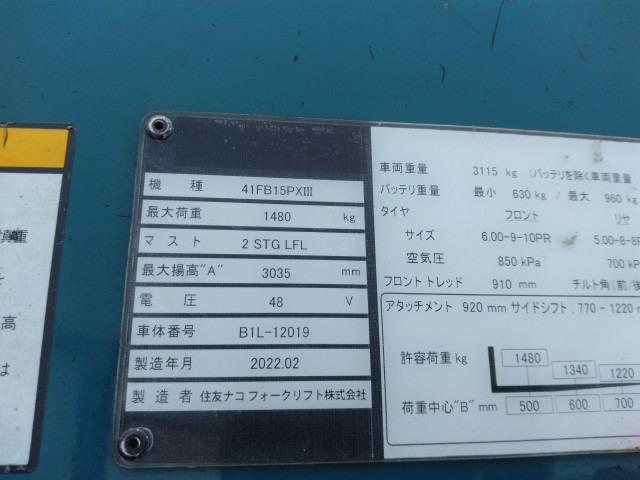 機 種 41FB15PXIII
最大荷重 1480 kg
マスト 2 STG LFL
最大揚高"A" 3035 mm
電 圧 48 V
車体番号 B1L-12019
製造年月 2022.02
製造者 住友ナコ フォークリフト株式会社
車両重量 3115 kg (バッテリを除く車両重量
バッテリ重量 最小 630 kg / 最大 960 kg
タイヤ フロント リヤ
サイズ 6.00-9-10PR 5.00-8-8P
空気圧 850 kPa 700 kP
フロントトレッド 910 mm チルト角(前/後
アタッチメント 920 mm サイドシフト, 770 - 1220 m
許容荷重 kg 1480 1340 1220
荷重中心"B" mm 500 600 700
重
高
は